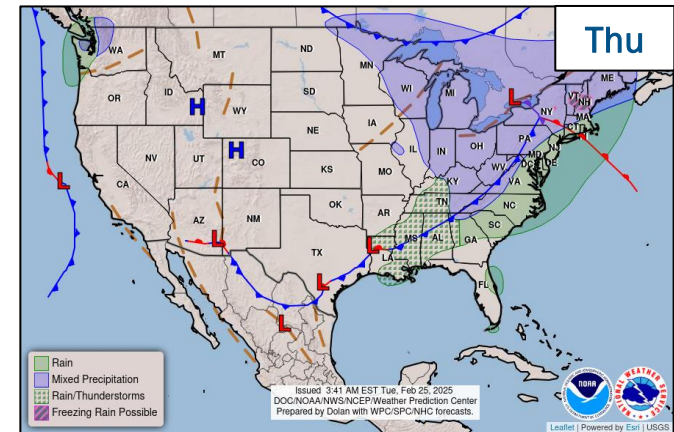 Thu
WA
MT
ND
MN
OR
ID
WY
SD
WI
MI
ME
VT
NH
NY
MA
CT
H
L
NE
IA
PA
NJ
H
NV
UT
CO
IL
IN
OH
MD
DE
DC
WV
VA
KS
MO
KY
L
CA
OK
TN
NC
AZ
NM
AR
SC
L
L
MS
AL
GA
TX
LA
L
FL
L
Rain
Mixed Precipitation
Rain/Thunderstorms
Freezing Rain Possible
Issued 3:41 AM EST Tue, Feb 25, 2025
DOC/NOAA/NWS/NCEP/Weather Prediction Center
Prepared by Dolan with WPC/SPC/NHC forecasts.
NOAA
NATIONAL WEATHER SERVICE
Leaflet | Powered by Esri | USGS